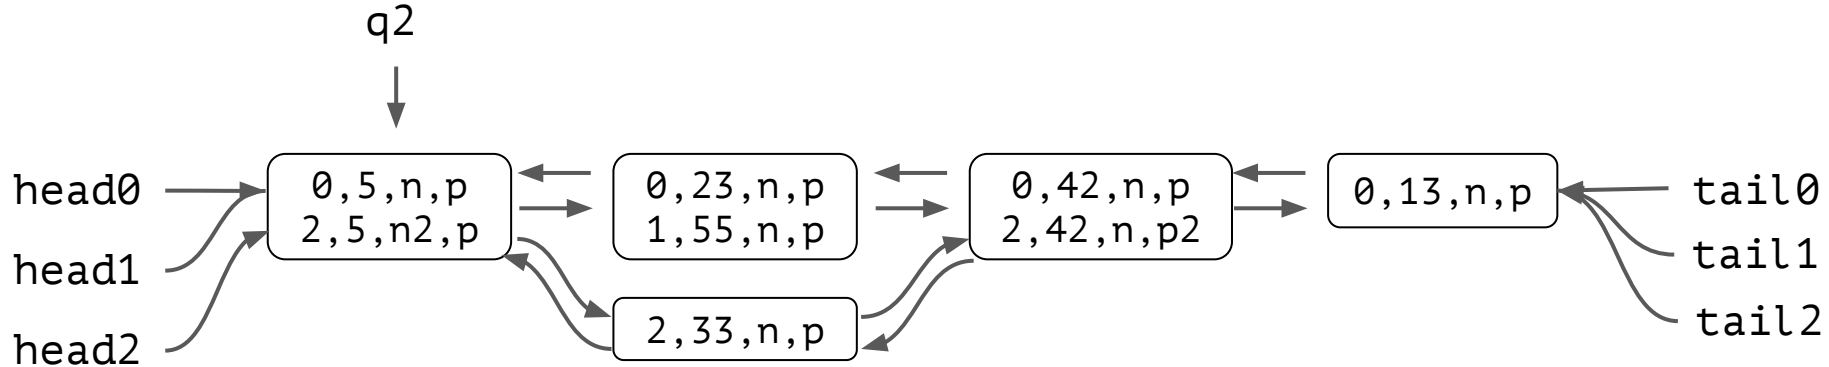 q2
head0
head1
head2
0,5,n,p
2,5,n2,p
0,23,n,p
1,55,n,p
2,33,n,p
0,42,n,p
2,42,n,p2
0,13,n,p
tail0
tail1
tail2